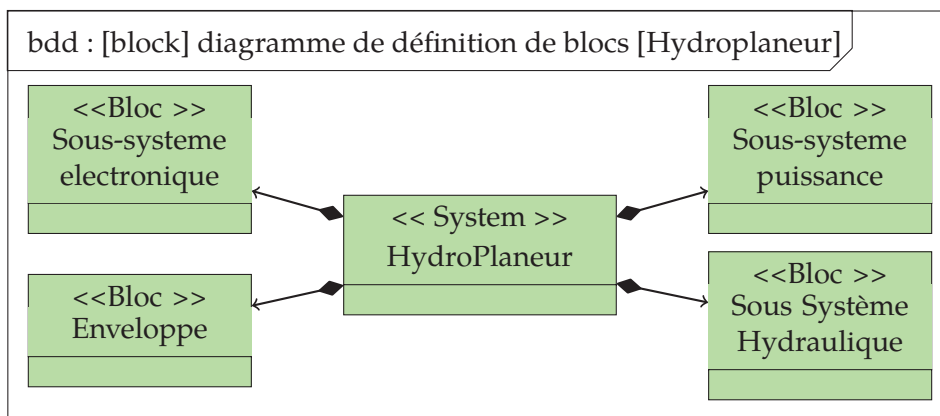 bdd : [block] diagramme de définition de blocs [Hydroplaneur]
<<Bloc >>
Sous-systeme
electronique
<<Bloc >>
Sous-systeme
puissance
<< System >>
HydroPlaneur
<<Bloc >>
Enveloppe
<<Bloc >>
Sous Système
Hydraulique